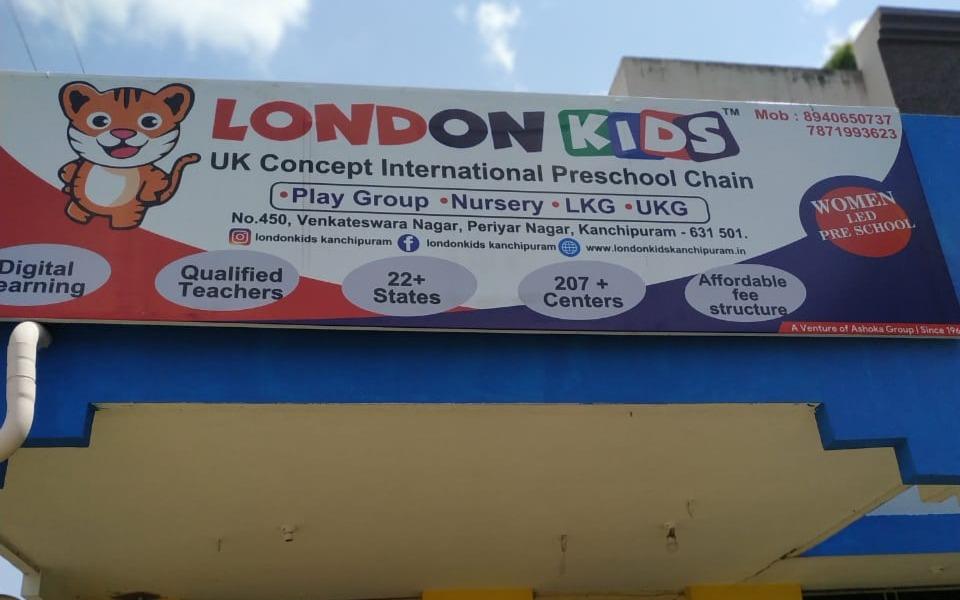 LONDON KIDS™
Mob : 8940650737
7871993623
UK Concept International Preschool Chain
•Play Group •Nursery •LKG •UKG
No.450, Venkateswara Nagar, Periyar Nagar, Kanchipuram - 631 501.
londonkids kanchipuram londonkids kanchipuram www.londonkidskanchipuram.in
WOMEN
LED
PRE SCHOOL
Digital
earning
Qualified
Teachers
22+
States
207 +
Centers
Affordable
fee
structure
A Venture of Ashoka Group | Since 196